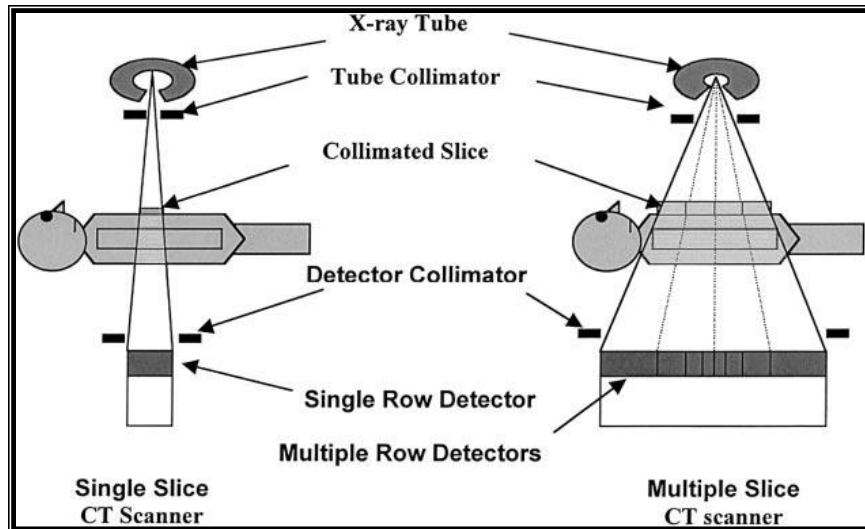 X-ray Tube
Tube Collimator
Collimated Slice
Detector Collimator
Single Row Detector
Multiple Row Detectors
Single Slice
CT Scanner
Multiple Slice
CT scanner